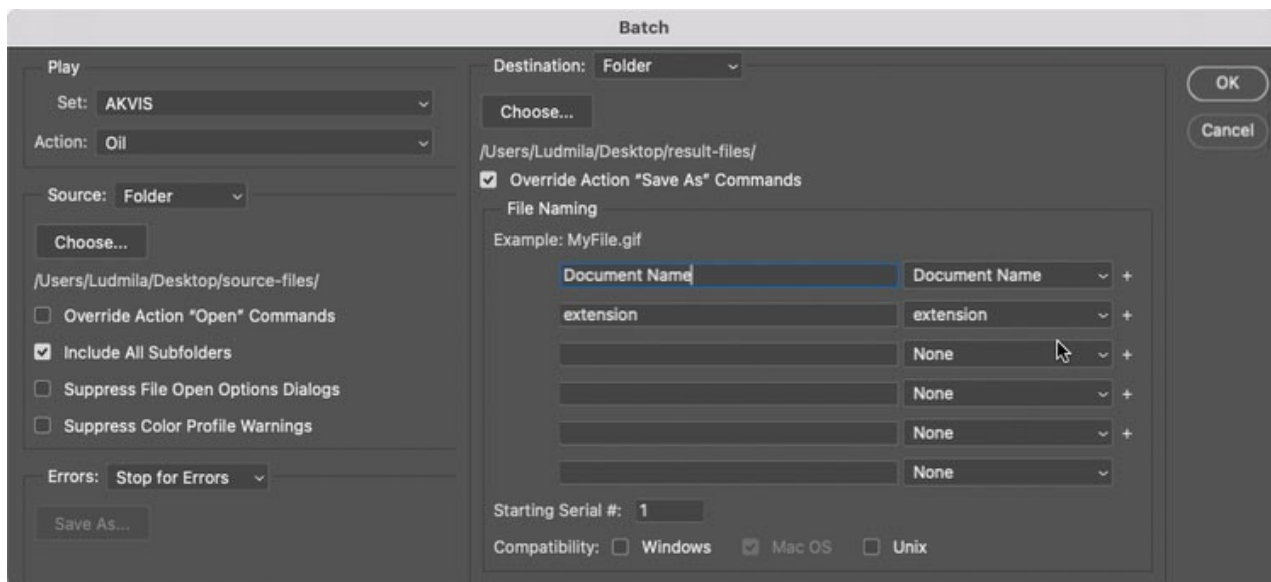 Batch
Play
Set: AKVIS
Action: Oil
Source: Folder
Choose...
/Users/Ludmila/Desktop/source-files/
Override Action "Open" Commands
Include All Subfolders
Suppress File Open Options Dialogs
Suppress Color Profile Warnings
Errors: Stop for Errors
Save As...
Destination: Folder
Choose...
/Users/Ludmila/Desktop/result-files/
Override Action "Save As" Commands
File Naming
Example: MyFile.gif
Document Name Document Name +
extension extension +
None +
None +
None +
None
Starting Serial #: 1
Compatibility: Windows Mac OS Unix
OK
Cancel